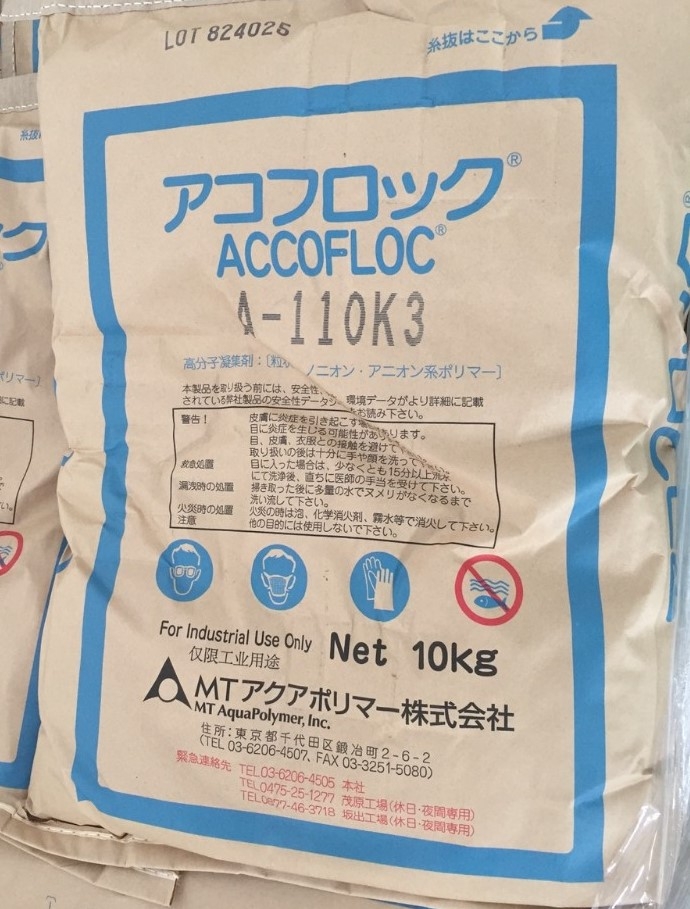 LOT 824025
糸抜はここから
アコフロック®
ACCOFLOC®
A-110K3
高分子凝集剤:〔粒状 ノニオン・アニオン系ポリマー〕
本製品を取り扱う前には、安全性、環境データがより詳細に記載
されている弊社製品の安全性データシ をお読み下さい。
警告! 皮膚に炎症を引き起こす
目に炎症を生じる可能性があります。
目、皮膚、衣服との接触を避けて
取り扱いの後は十分に手や顔を洗って
救急処置 目に入った場合は、少なくとも15分以上流水
にて洗浄後、直ちに医師の手当を受けて下さい。
漏洩時の処置 掃き取った後に多量の水でヌメリがなくなるまで
洗い流して下さい。
火災時の処置 火災の時は泡、化学消火剤、霧水等で消火して下さい。
注意 他の目的には使用しないで下さい。
For Industrial Use Only
仅限工业用途
Net 10kg
MTアクアポリマー株式会社
MT AquaPolymer, Inc.
住所:東京都千代田区鍛冶町2-6-2
(TEL 03-6206-4507, FAX 03-3251-5080)
緊急連絡先 TEL03-6206-4505 本社
TEL0475-25-1277 茂原工場(休日・夜間専用)
TEL0877-46-3718 坂出工場(休日・夜間専用)